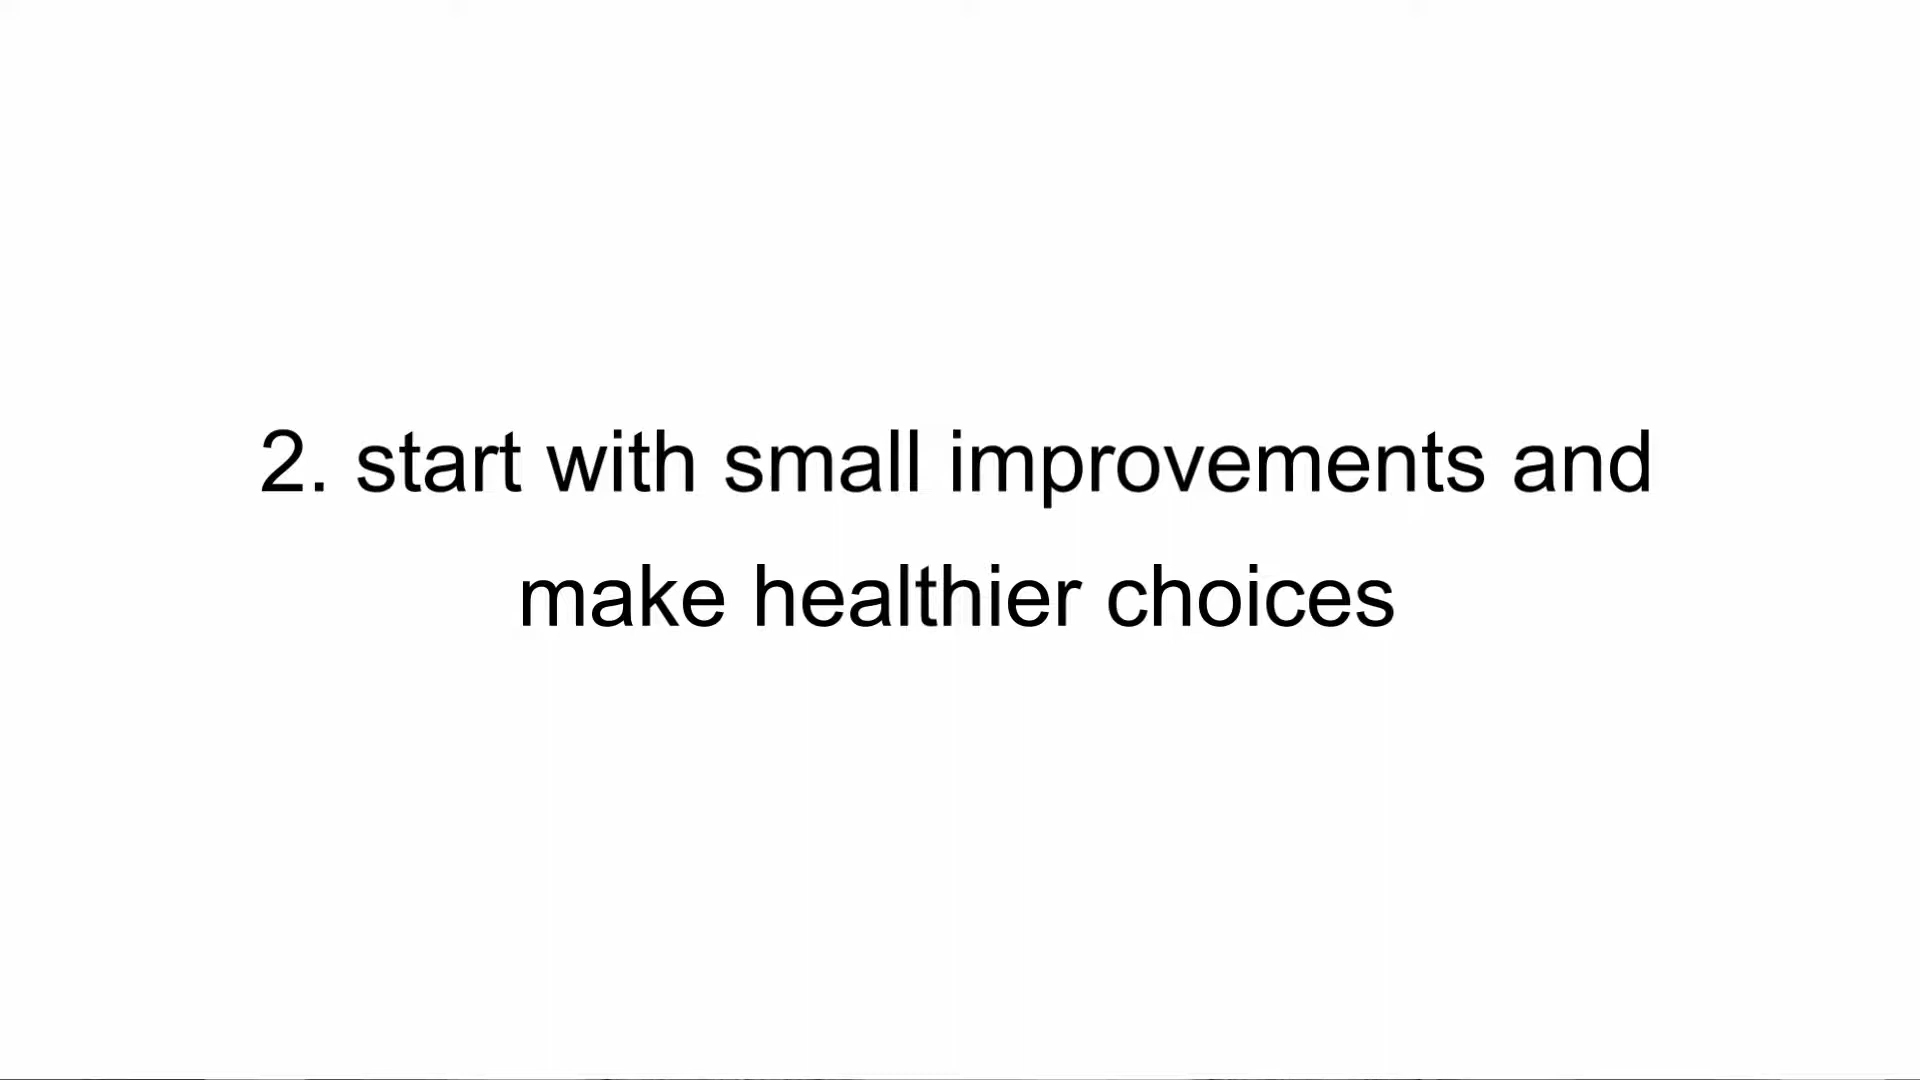 2. start with small improvements and
make healthier choices